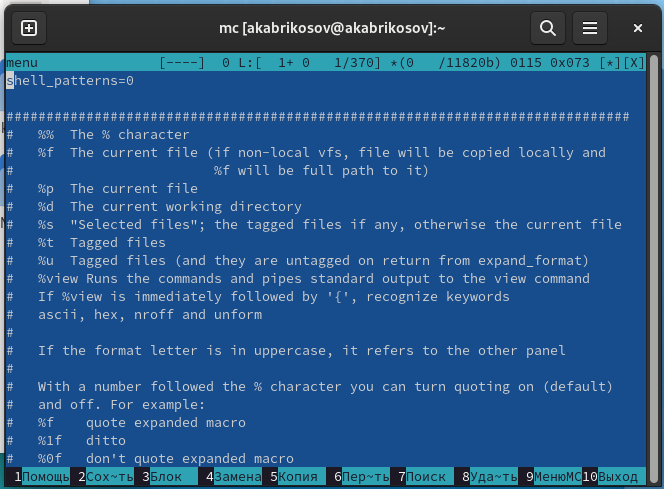 mc [akabrikosov@akabrikosov]:~
menu [----] 0 L:[ 1+ 0 1/370] *(0 /11820b) 0115 0x073 [*][X]
shell_patterns=0
###############################################################################
# %% The % character
# %f The current file (if non-local vfs, file will be copied locally and
# %f will be full path to it)
# %p The current file
# %d The current working directory
# %s "Selected files"; the tagged files if any, otherwise the current file
# %t Tagged files
# %u Tagged files (and they are untagged on return from expand_format)
# %view Runs the commands and pipes standard output to the view command
# If %view is immediately followed by '{', recognize keywords
# ascii, hex, nroff and unform
#
# If the format letter is in uppercase, it refers to the other panel
#
# With a number followed the % character you can turn quoting on (default)
# and off. For example:
# %f quote expanded macro
# %1f ditto
# %0f don't quote expanded macro
1Помощь 2Сох~ть 3Блок 4Замена 5Копия 6Пер~ть 7Поиск 8Уда~ть 9МенюMC 10Выход